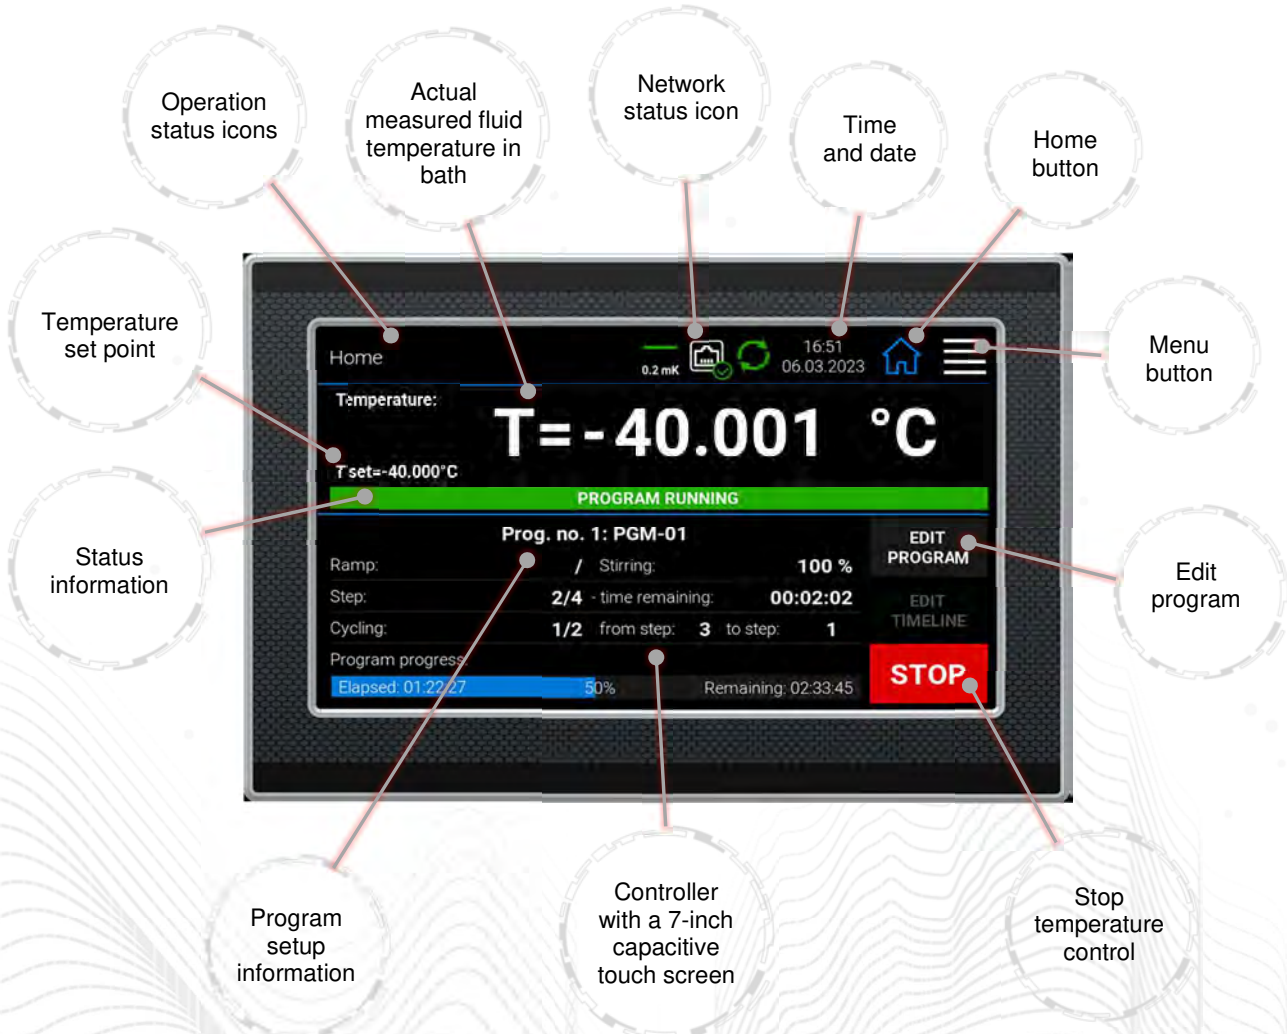 Operation
status icons
Actual
measured fluid
temperature in
bath
Network
status icon
Time
and date
Home
button
Temperature
set point
Menu
button
Status
information
Edit
program
Home
0.2 mK
16:51
06.03.2023
Temperature:
T=-40.001 °C
T set=-40.000°C
PROGRAM RUNNING
Prog. no. 1: PGM-01
Ramp: / Stirring: 100 %
Step: 2/4 - time remaining: 00:02:02
Cycling: 1/2 from step: 3 to step: 1
Program progress:
Elapsed: 01:22:27 50% Remaining: 02:33:45
EDIT
PROGRAM
EDIT
TIMELINE
STOP
Program
setup
information
Controller
with a 7-inch
capacitive
touch screen
Stop
temperature
control